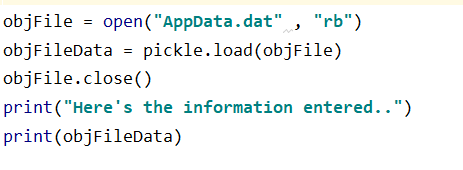 objFile = open("AppData.dat" , "rb")
objFileData = pickle.load(objFile)
objFile.close()
print("Here's the information entered..")
print(objFileData)